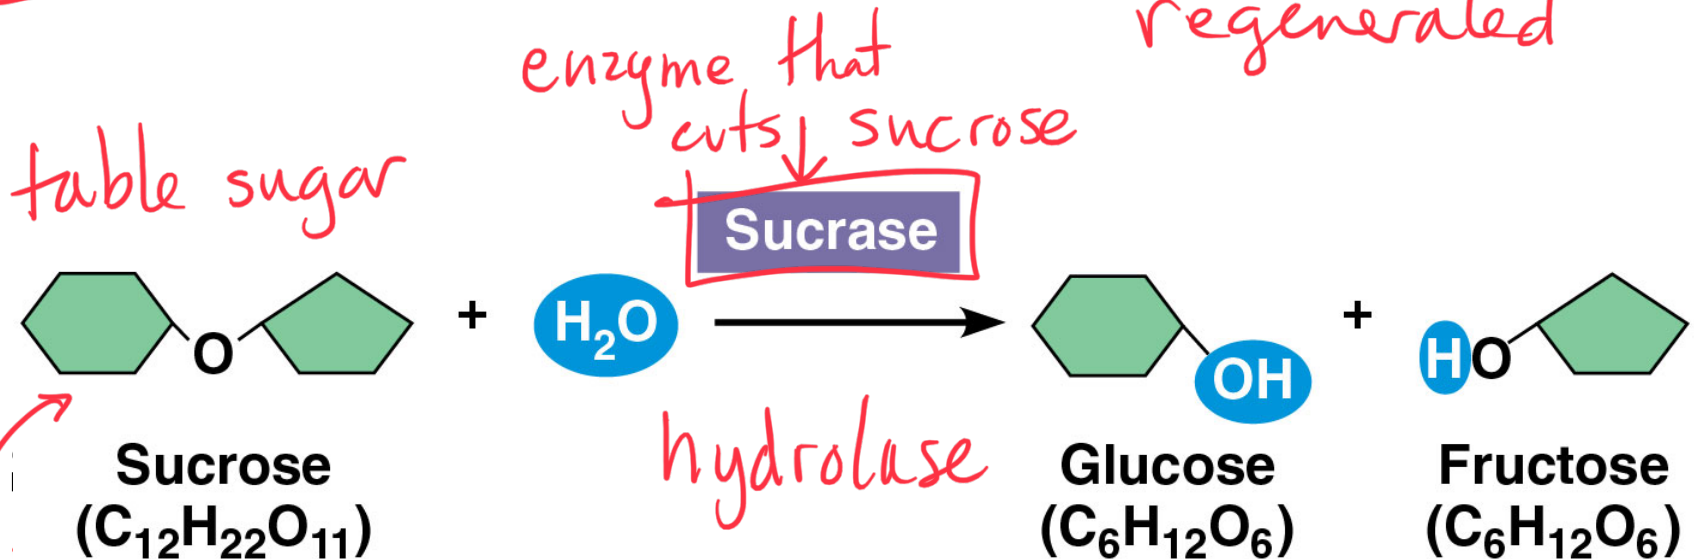 regenerated
enzyme that
cuts sucrose
table sugar
Sucrase
O + H₂O + OH HO
hydrolase
Sucrose Glucose Fructose
(C₁₂H₂₂O₁₁) (C₆H₁₂O₆) (C₆H₁₂O₆)